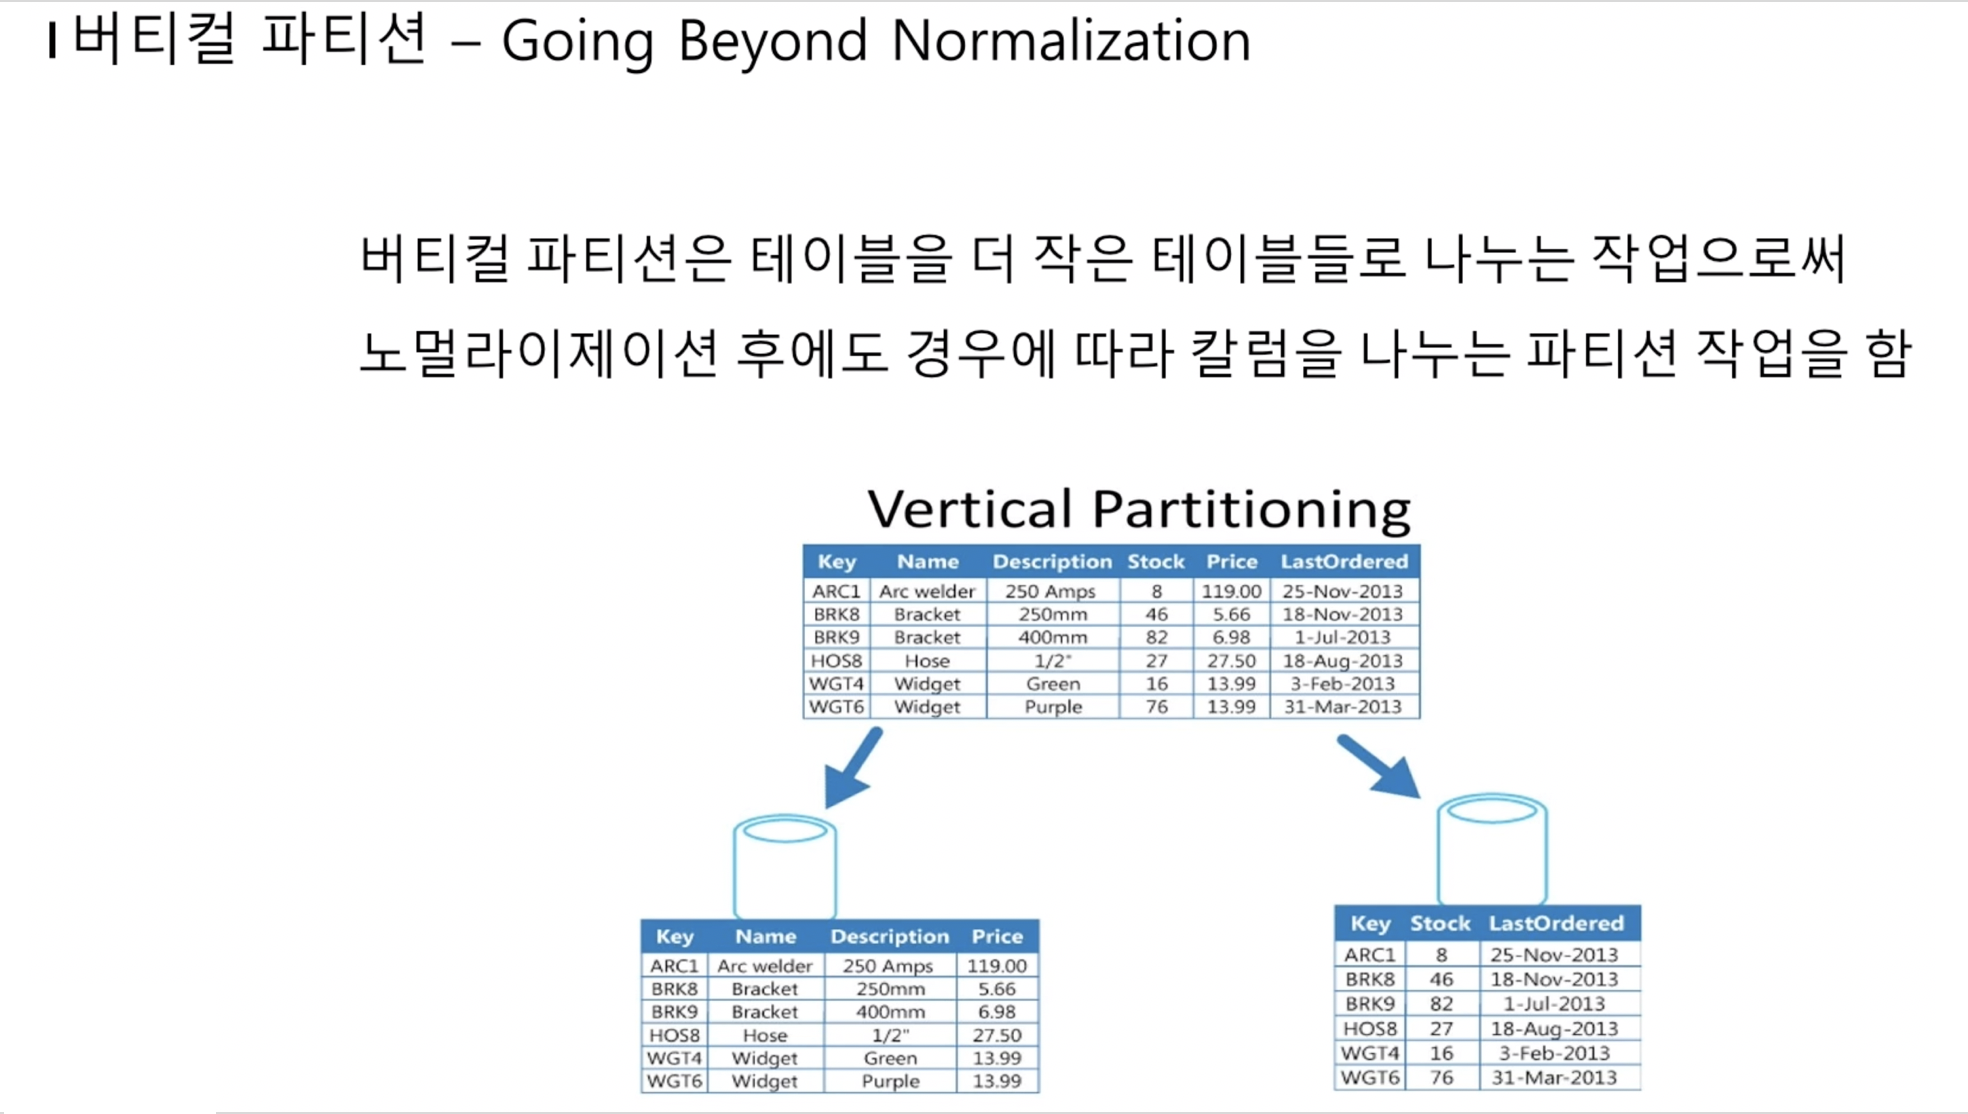 버티컬 파티션 – Going Beyond Normalization
버티컬 파티션은 테이블을 더 작은 테이블들로 나누는 작업으로써
노멀라이제이션 후에도 경우에 따라 칼럼을 나누는 파티션 작업을 함
Vertical Partitioning
Key Name Description Stock Price LastOrdered
ARC1 Arc welder 250 Amps 8 119.00 25-Nov-2013
BRK8 Bracket 250mm 46 5.66 18-Nov-2013
BRK9 Bracket 400mm 82 6.98 1-Jul-2013
HOS8 Hose 1/2" 27 27.50 18-Aug-2013
WGT4 Widget Green 16 13.99 3-Feb-2013
WGT6 Widget Purple 76 13.99 31-Mar-2013
Key Name Description Price
ARC1 Arc welder 250 Amps 119.00
BRK8 Bracket 250mm 5.66
BRK9 Bracket 400mm 6.98
HOS8 Hose 1/2" 27.50
WGT4 Widget Green 13.99
WGT6 Widget Purple 13.99
Key Stock LastOrdered
ARC1 8 25-Nov-2013
BRK8 46 18-Nov-2013
BRK9 82 1-Jul-2013
HOS8 27 18-Aug-2013
WGT4 16 3-Feb-2013
WGT6 76 31-Mar-2013